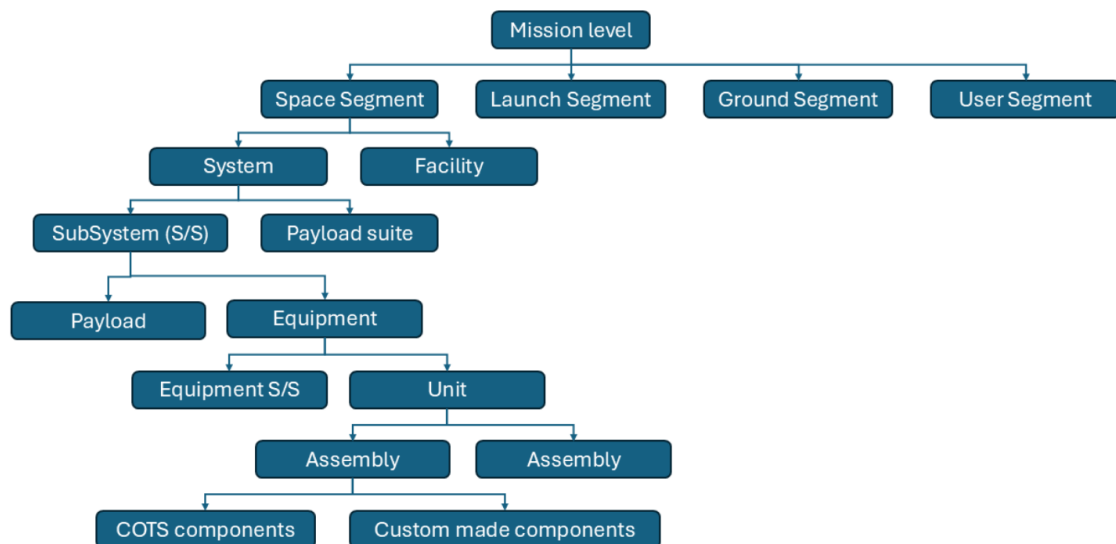 Mission level
Space Segment
Launch Segment
Ground Segment
User Segment
System
Facility
SubSystem (S/S)
Payload suite
Payload
Equipment
Equipment S/S
Unit
Assembly
Assembly
COTS components
Custom made components